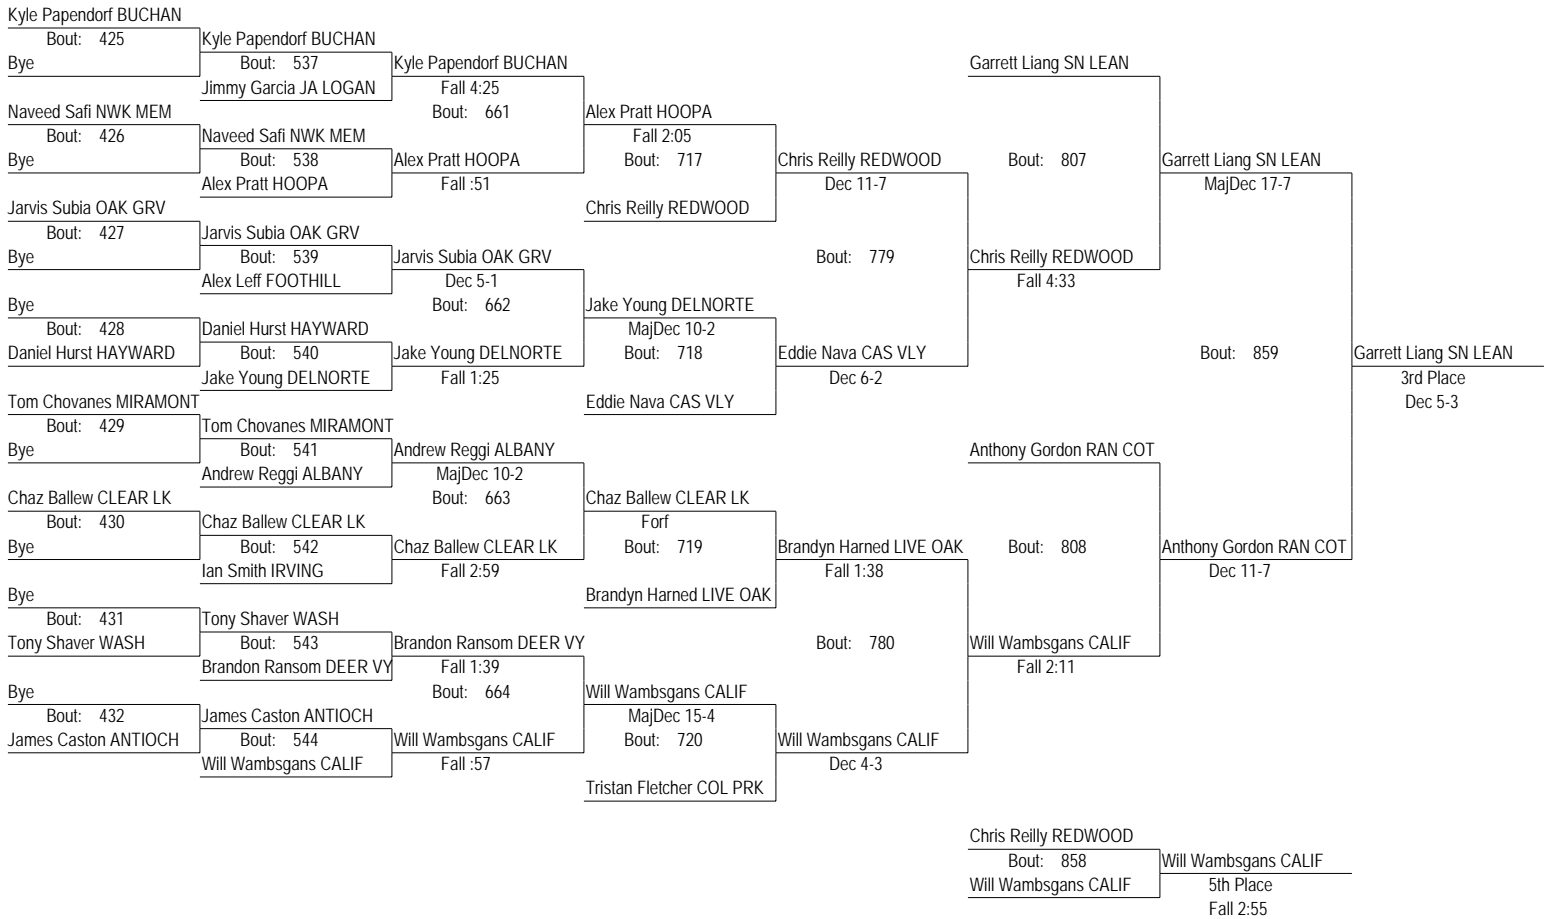 Kyle Papendorf BUCHAN
Bout: 425
Bye
Naveed Safi NWK MEM
Bout: 426
Bye
Jarvis Subia OAK GRV
Bout: 427
Bye
Bye
Bout: 428
Daniel Hurst HAYWARD
Tom Chovanes MIRAMONT
Bout: 429
Bye
Chaz Ballew CLEAR LK
Bout: 430
Bye
Bye
Bout: 431
Tony Shaver WASH
Bye
Bout: 432
James Caston ANTIOCH
Kyle Papendorf BUCHAN
Bout: 537
Jimmy Garcia JA LOGAN
Naveed Safi NWK MEM
Bout: 538
Alex Pratt HOOPA
Jarvis Subia OAK GRV
Bout: 539
Alex Leff FOOTHILL
Daniel Hurst HAYWARD
Bout: 540
Jake Young DELNORTE
Tom Chovanes MIRAMONT
Bout: 541
Andrew Reggi ALBANY
Chaz Ballew CLEAR LK
Bout: 542
Ian Smith IRVING
Tony Shaver WASH
Bout: 543
Brandon Ransom DEER VY
James Caston ANTIOCH
Bout: 544
Will Wambsgans CALIF
Kyle Papendorf BUCHAN
Fall 4:25
Bout: 661
Alex Pratt HOOPA
Fall :51
Jarvis Subia OAK GRV
Dec 5-1
Bout: 662
Jake Young DELNORTE
Fall 1:25
Andrew Reggi ALBANY
MajDec 10-2
Bout: 663
Chaz Ballew CLEAR LK
Fall 2:59
Brandon Ransom DEER VY
Fall 1:39
Bout: 664
Will Wambsgans CALIF
Fall :57
Alex Pratt HOOPA
Fall 2:05
Bout: 717
Chris Reilly REDWOOD
Jake Young DELNORTE
MajDec 10-2
Bout: 718
Eddie Nava CAS VLY
Chaz Ballew CLEAR LK
Forf
Bout: 719
Brandyn Harned LIVE OAK
Will Wambsgans CALIF
MajDec 15-4
Bout: 720
Tristan Fletcher COL PRK
Chris Reilly REDWOOD
Dec 11-7
Bout: 779
Eddie Nava CAS VLY
Dec 6-2
Brandyn Harned LIVE OAK
Fall 1:38
Bout: 780
Will Wambsgans CALIF
Dec 4-3
Garrett Liang SN LEAN
Bout: 807
Chris Reilly REDWOOD
Fall 4:33
Anthony Gordon RAN COT
Bout: 808
Will Wambsgans CALIF
Fall 2:11
Garrett Liang SN LEAN
MajDec 17-7
Bout: 859
Anthony Gordon RAN COT
Dec 11-7
Garrett Liang SN LEAN
3rd Place
Dec 5-3
Chris Reilly REDWOOD
Bout: 858
Will Wambsgans CALIF
Will Wambsgans CALIF
5th Place
Fall 2:55